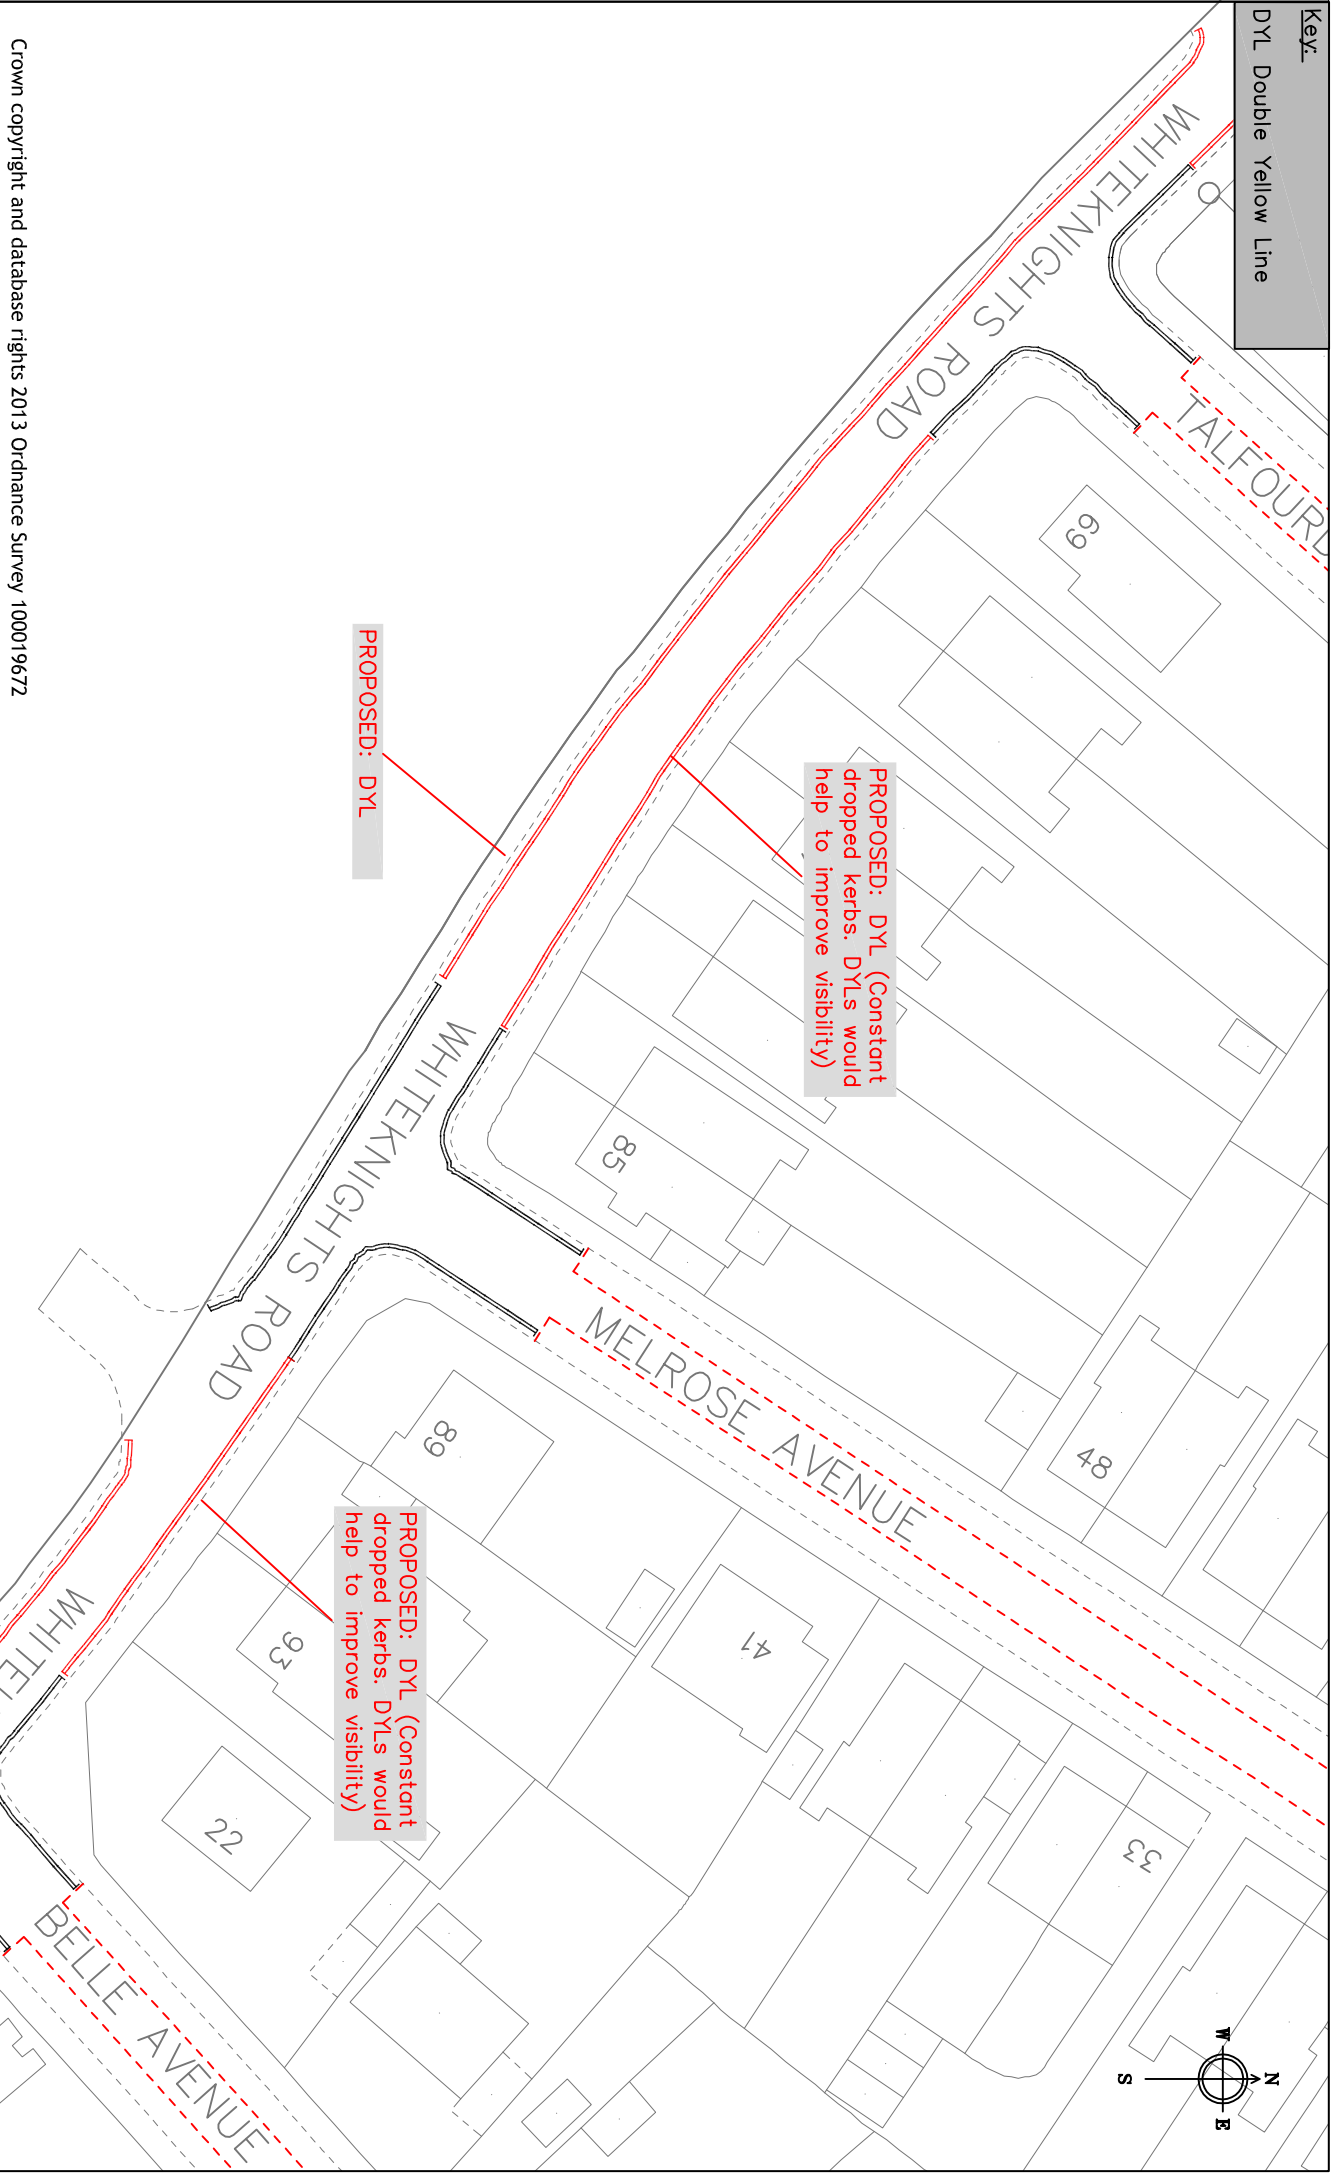 Key:
DYL Double Yellow Line
WHITEKNIGHTS ROAD
TALFOURD
69
PROPOSED: DYL (Constant
dropped kerbs. DYLs would
help to improve visibility)
PROPOSED: DYL
85
WHITEKNIGHTS ROAD
MELROSE AVENUE
48
89
41
93
PROPOSED: DYL (Constant
dropped kerbs. DYLs would
help to improve visibility)
33
22
WHITE
BELLE AVENUE
N
W
E
S
Crown copyright and database rights 2013 Ordnance Survey 100019672